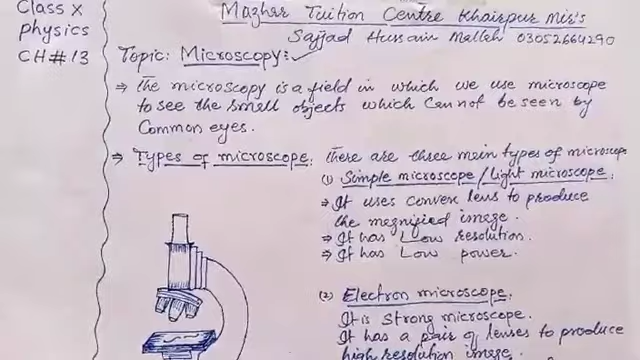 Class X
Physics
CH # 13
Mazhar Tuition Centre Khairpur Mir's
Sajjad Hussain Malleh 03052664290
Topic: Microscopy:
⇒ The microscopy is a field in which we use microscope
to see the small objects which cannot be seen by
Common eyes.
⇒ Types of microscope: There are three main types of microscope
(1) Simple microscope / Light microscope:
⇒ It uses convex lens to produce
the magnified image.
⇒ It has Low resolution.
⇒ It has Low power.
(2) Electron microscope:
It is strong microscope.
It has a pair of lenses to produce
high resolution image.